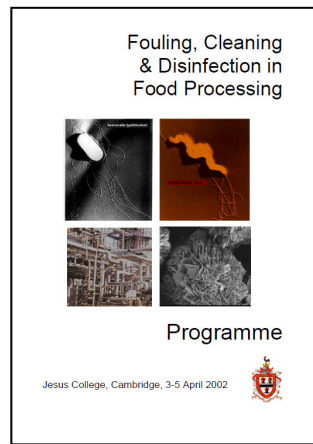 Fouling, Cleaning
& Disinfection in
Food Processing
Programme
Jesus College, Cambridge, 3-5 April 2002